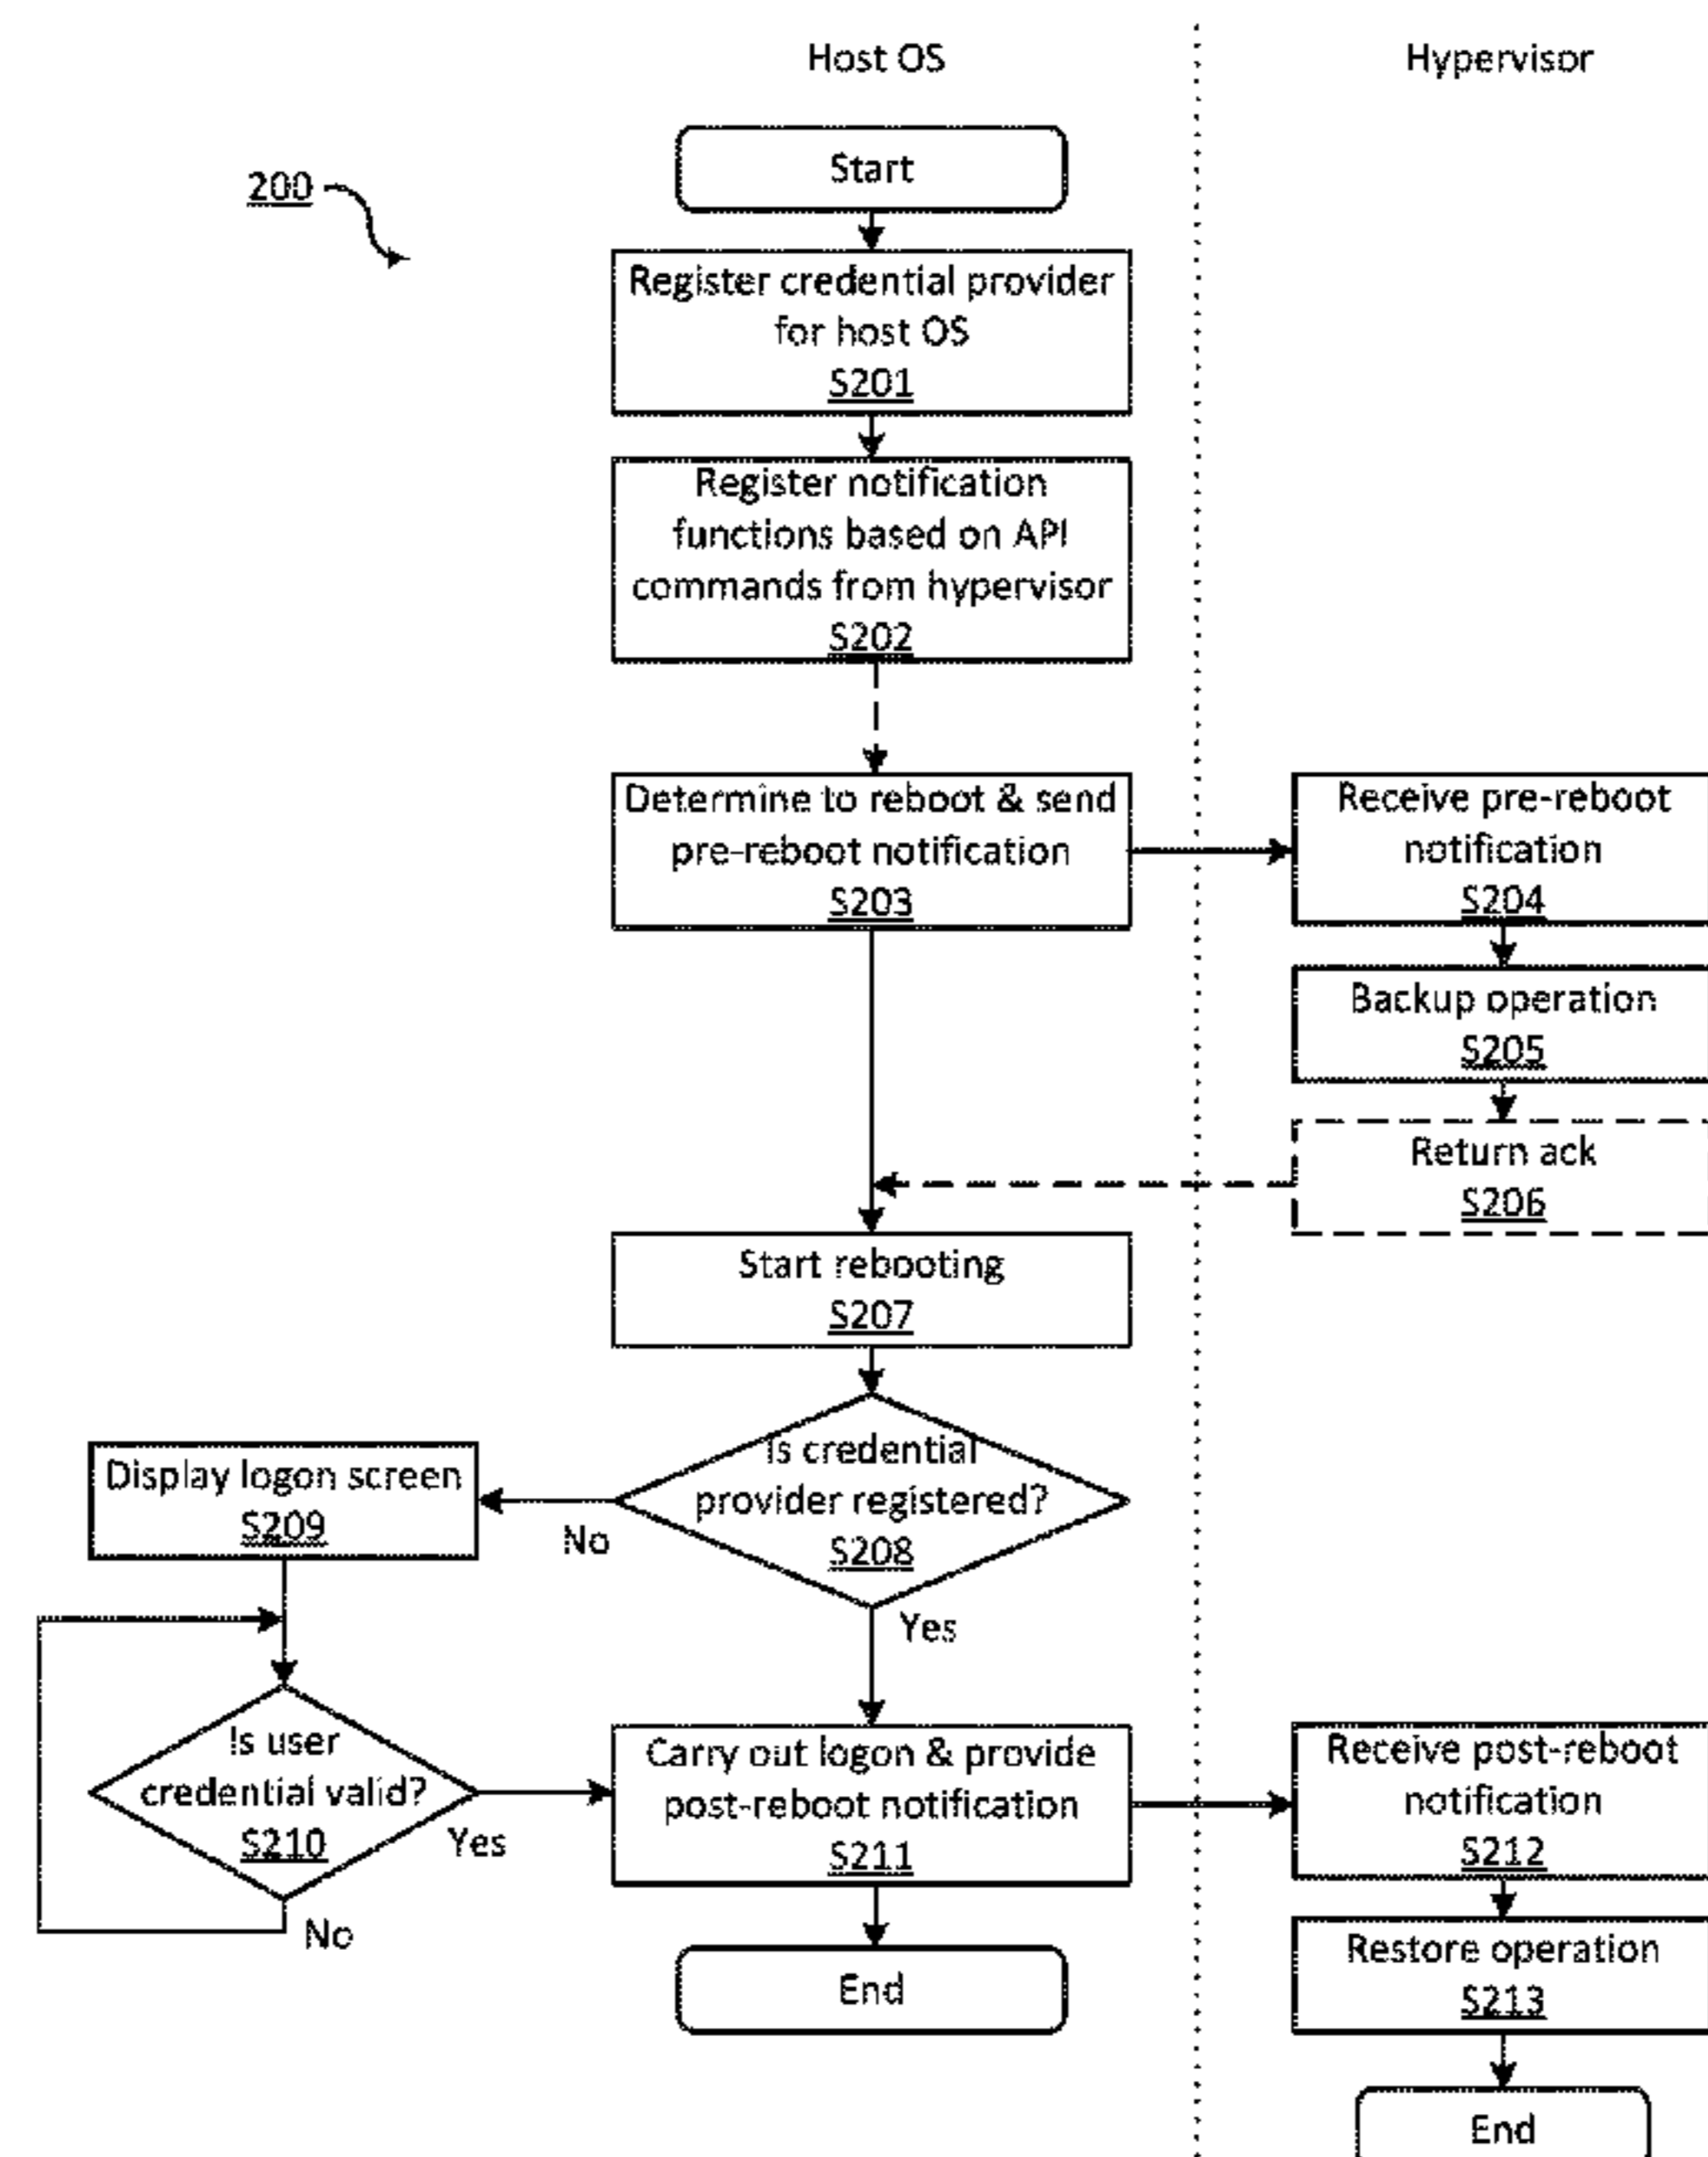 Host OS
Hypervisor
200
Start
Register credential provider
for host OS
S201
Register notification
functions based on API
commands from hypervisor
S202
Determine to reboot & send
pre-reboot notification
S203
Receive pre-reboot
notification
S204
Backup operation
S205
Return ack
S206
Start rebooting
S207
Is credential
provider registered?
S208
No
Yes
Display logon screen
S209
Is user
credential valid?
S210
Yes
No
Carry out logon & provide
post-reboot notification
S211
Receive post-reboot
notification
S212
Restore operation
S213
End
End